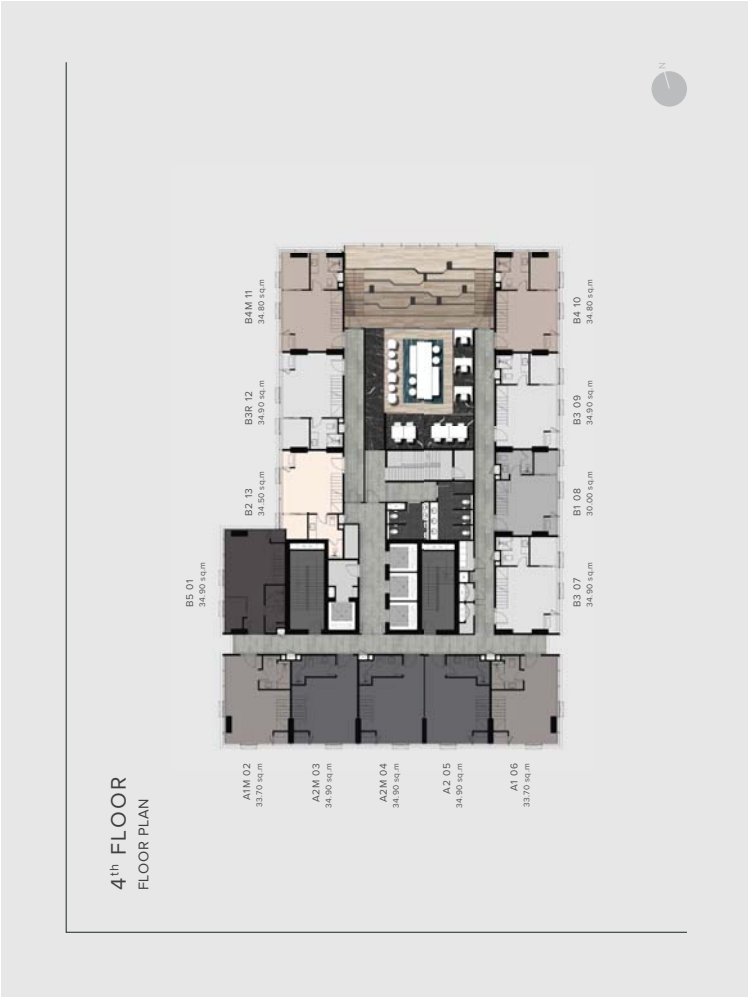 4th FLOOR
FLOOR PLAN
N
B5 01
34.90 sq.m
B2 13
34.50 sq.m
B3R 12
34.90 sq.m
B4M 11
34.80 sq.m
A1M 02
33.70 sq.m
A2M 03
34.90 sq.m
A2M 04
34.90 sq.m
A2 05
34.90 sq.m
A1 06
33.70 sq.m
B3 07
34.90 sq.m
B1 08
30.00 sq.m
B3 09
34.90 sq.m
B4 10
34.80 sq.m